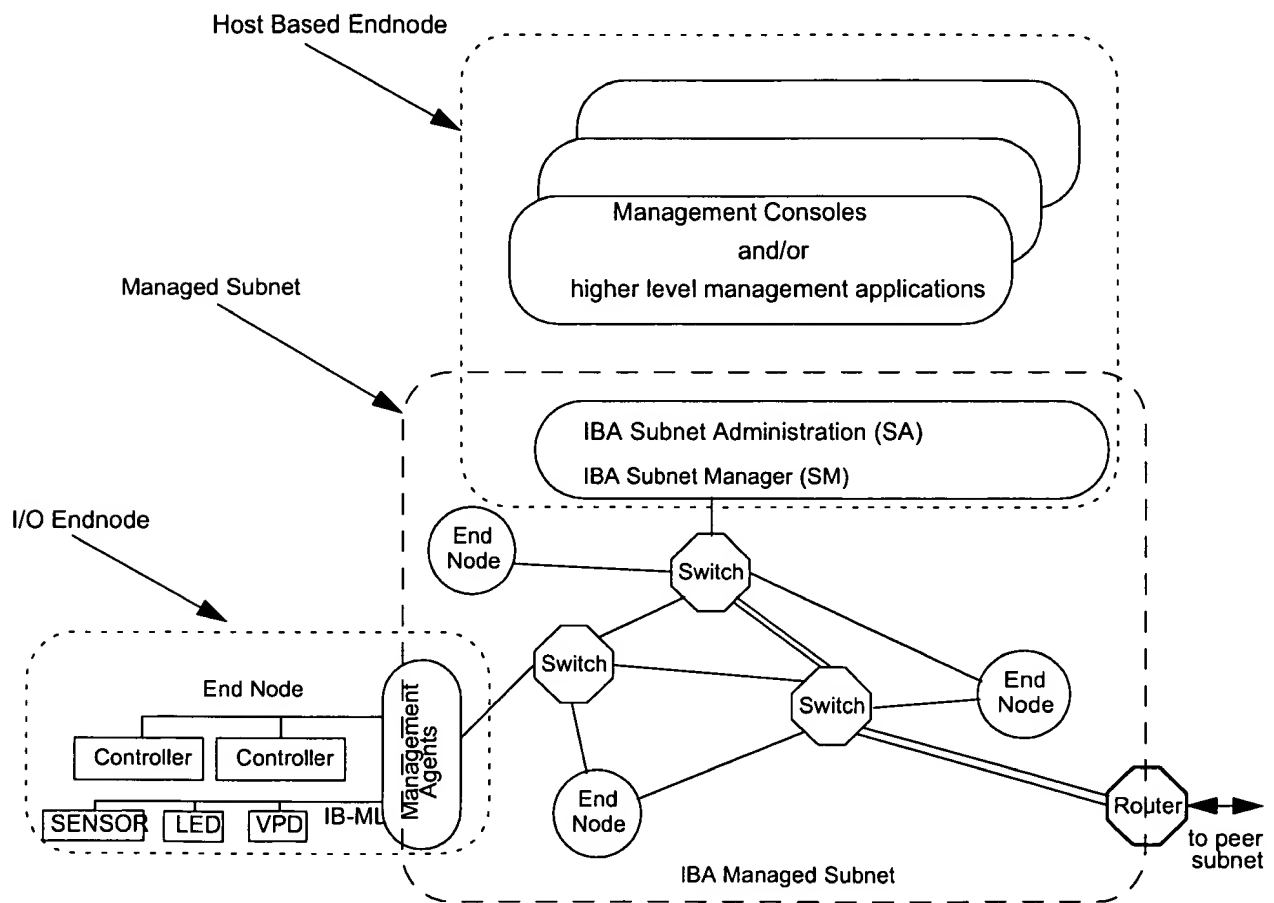 Host Based Endnode
Management Consoles
and/or
higher level management applications
Managed Subnet
IBA Subnet Administration (SA)
IBA Subnet Manager (SM)
I/O Endnode
End
Node
Switch
Switch
End Node
Management
Agents
Switch
End
Node
Controller
Controller
SENSOR
LED
VPD
IB-ML
End
Node
Router
to peer
subnet
IBA Managed Subnet